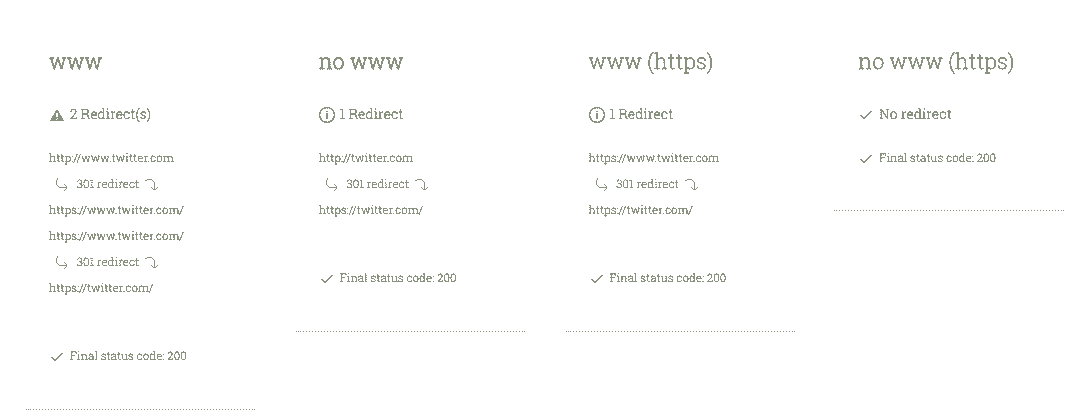 www
2 Redirect(s)
http://www.twitter.com
301 redirect
https://www.twitter.com/
https://www.twitter.com/
301 redirect
https://twitter.com/
Final status code: 200
no www
1 Redirect
http://twitter.com
301 redirect
https://twitter.com/
Final status code: 200
www (https)
1 Redirect
https://www.twitter.com
301 redirect
https://twitter.com/
Final status code: 200
no www (https)
No redirect
Final status code: 200